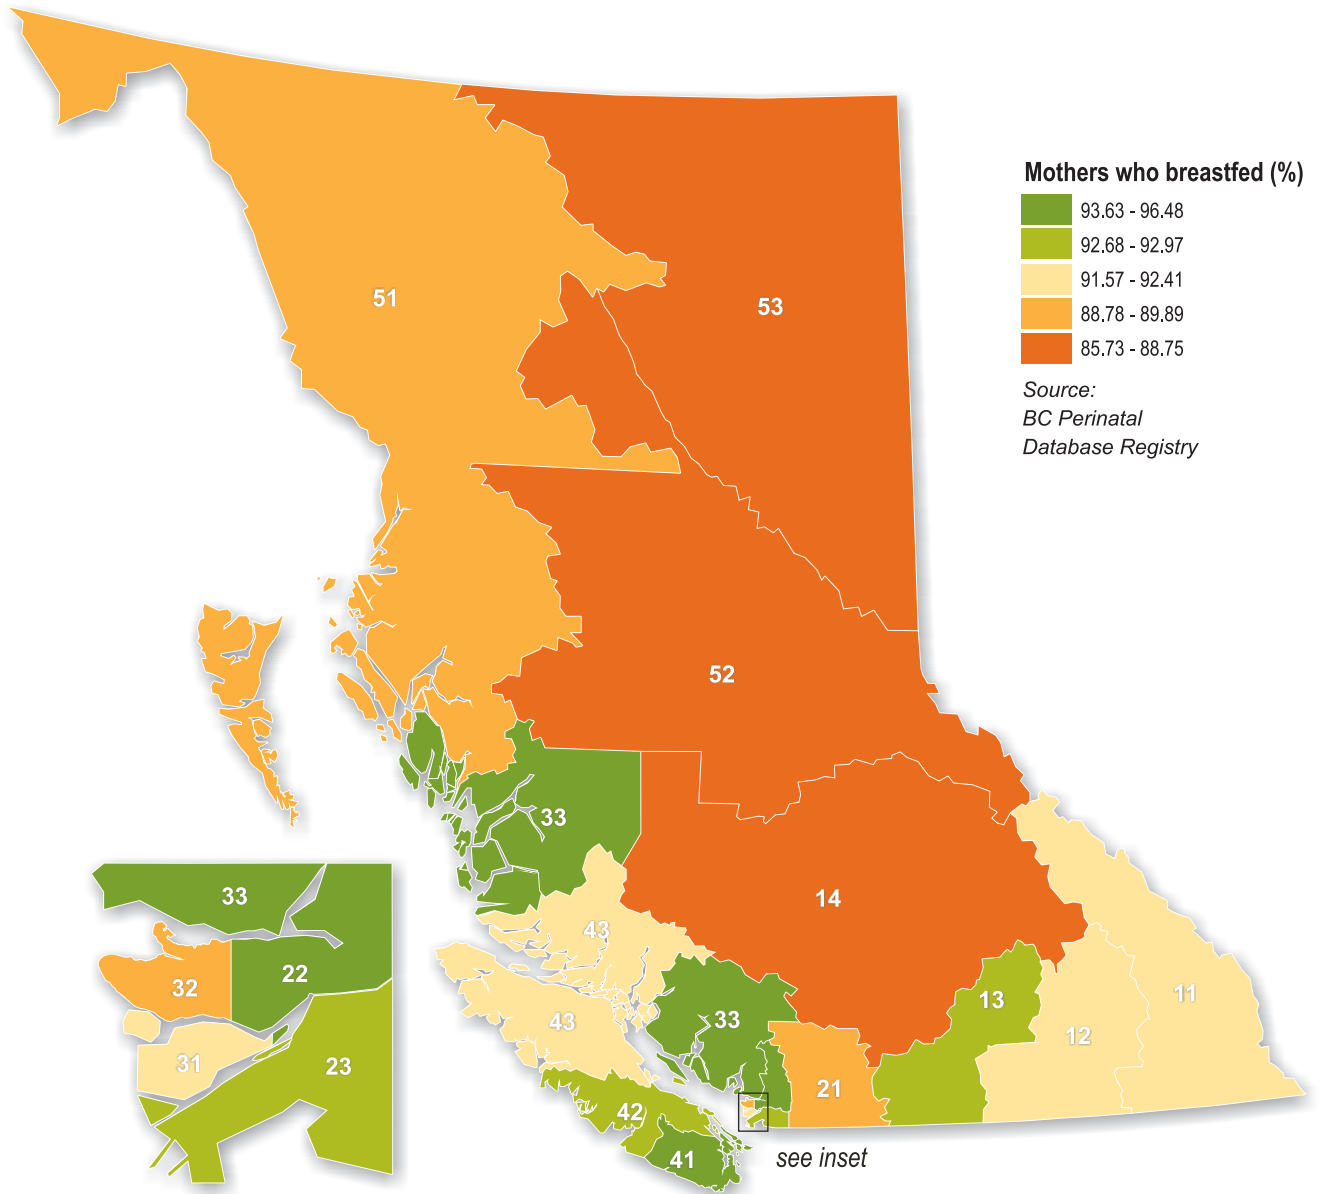 51
53
Mothers who breastfed (%)
93.63 - 96.48
92.68 - 92.97
91.57 - 92.41
88.78 - 89.89
85.73 - 88.75
Source:
BC Perinatal
Database Registry
52
33
14
43
13
11
43
33
12
21
42
41
see inset
33
22
32
31
23